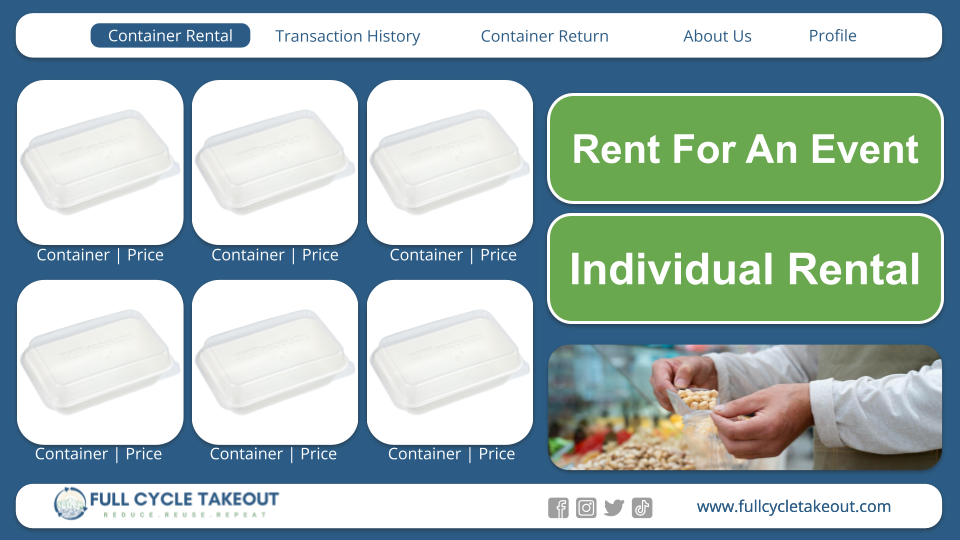 Container Rental
Transaction History
Container Return
About Us
Profile
Container | Price
Container | Price
Container | Price
Container | Price
Container | Price
Container | Price
Rent For An Event
Individual Rental
FULL CYCLE TAKEOUT
REDUCE.REUSE.REPEAT
www.fullcycletakeout.com